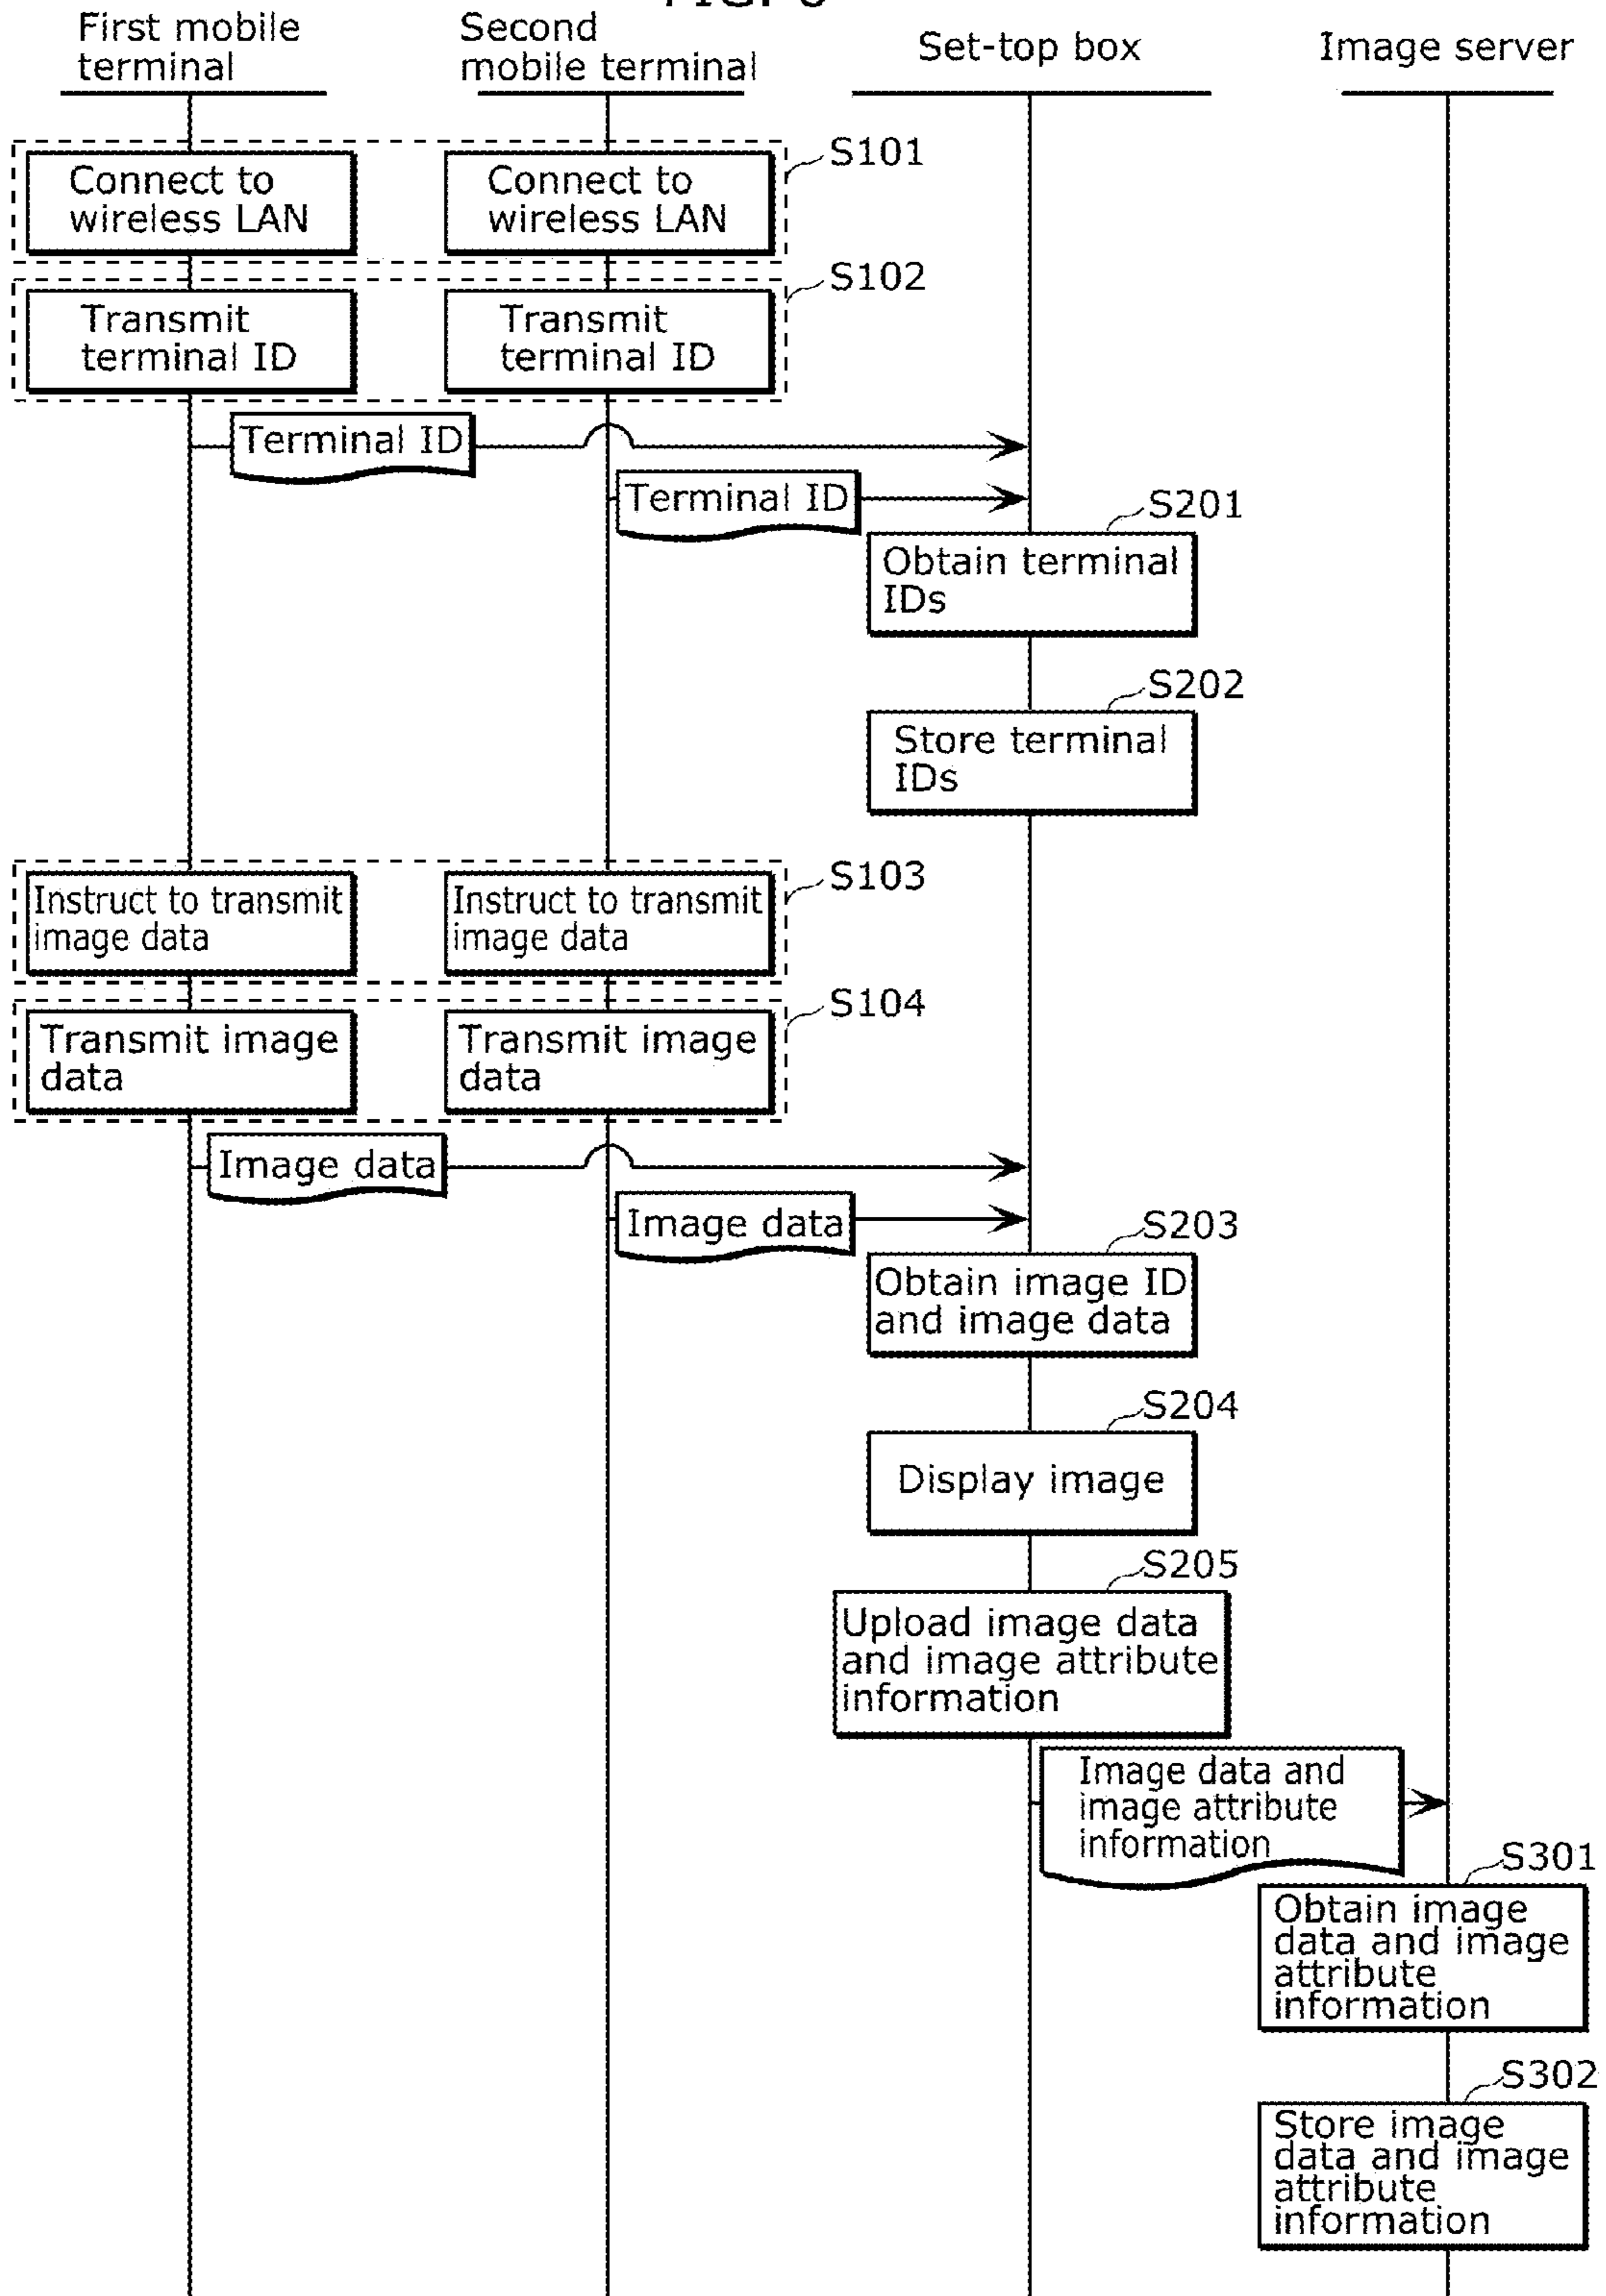 First mobile
terminal
Second
mobile terminal
Set-top box
Image server
S101
Connect to
wireless LAN
Connect to
wireless LAN
S102
Transmit
terminal ID
Transmit
terminal ID
Terminal ID
Terminal ID
S201
Obtain terminal
IDs
S202
Store terminal
IDs
S103
Instruct to transmit
image data
Instruct to transmit
image data
S104
Transmit image
data
Transmit image
data
Image data
Image data
S203
Obtain image ID
and image data
S204
Display image
S205
Upload image data
and image attribute
information
Image data and
image attribute
information
S301
Obtain image
data and image
attribute
information
S302
Store image
data and image
attribute
information